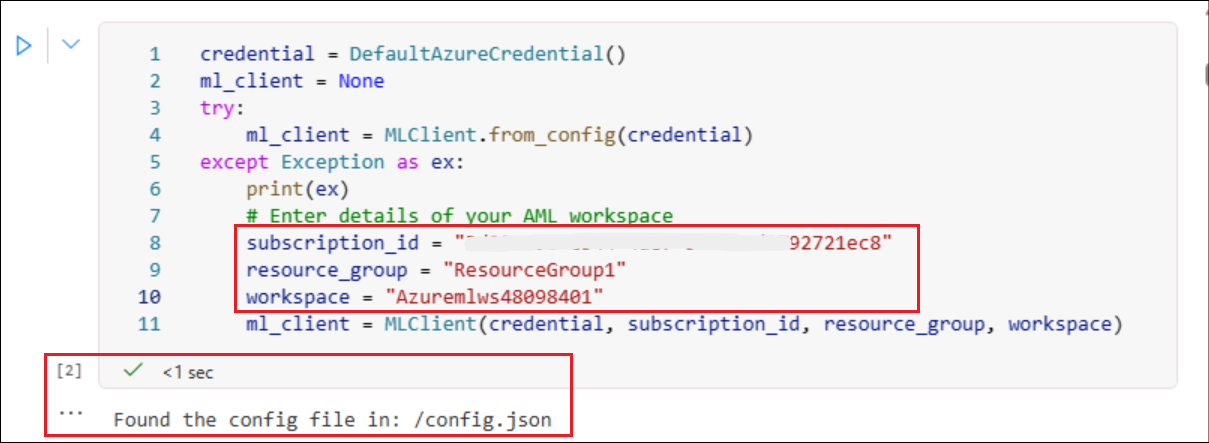 1 credential = DefaultAzureCredential()
2 ml_client = None
3 try:
4 ml_client = MLClient.from_config(credential)
5 except Exception as ex:
6 print(ex)
7 # Enter details of your AML workspace
8 subscription_id = " 92721ec8"
9 resource_group = "ResourceGroup1"
10 workspace = "Azuremlws48098401"
11 ml_client = MLClient(credential, subscription_id, resource_group, workspace)
[2] ✓ <1 sec
... Found the config file in: /config.json